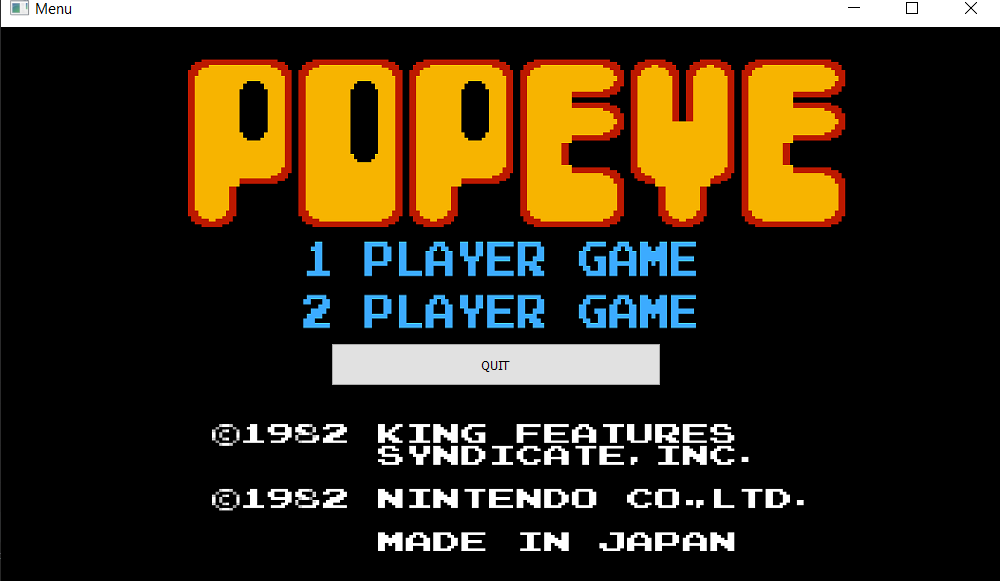 Menu
POPEYE
1 PLAYER GAME
2 PLAYER GAME
QUIT
©1982 KING FEATURES
SYNDICATE, INC.
©1982 NINTENDO CO.,LTD.
MADE IN JAPAN